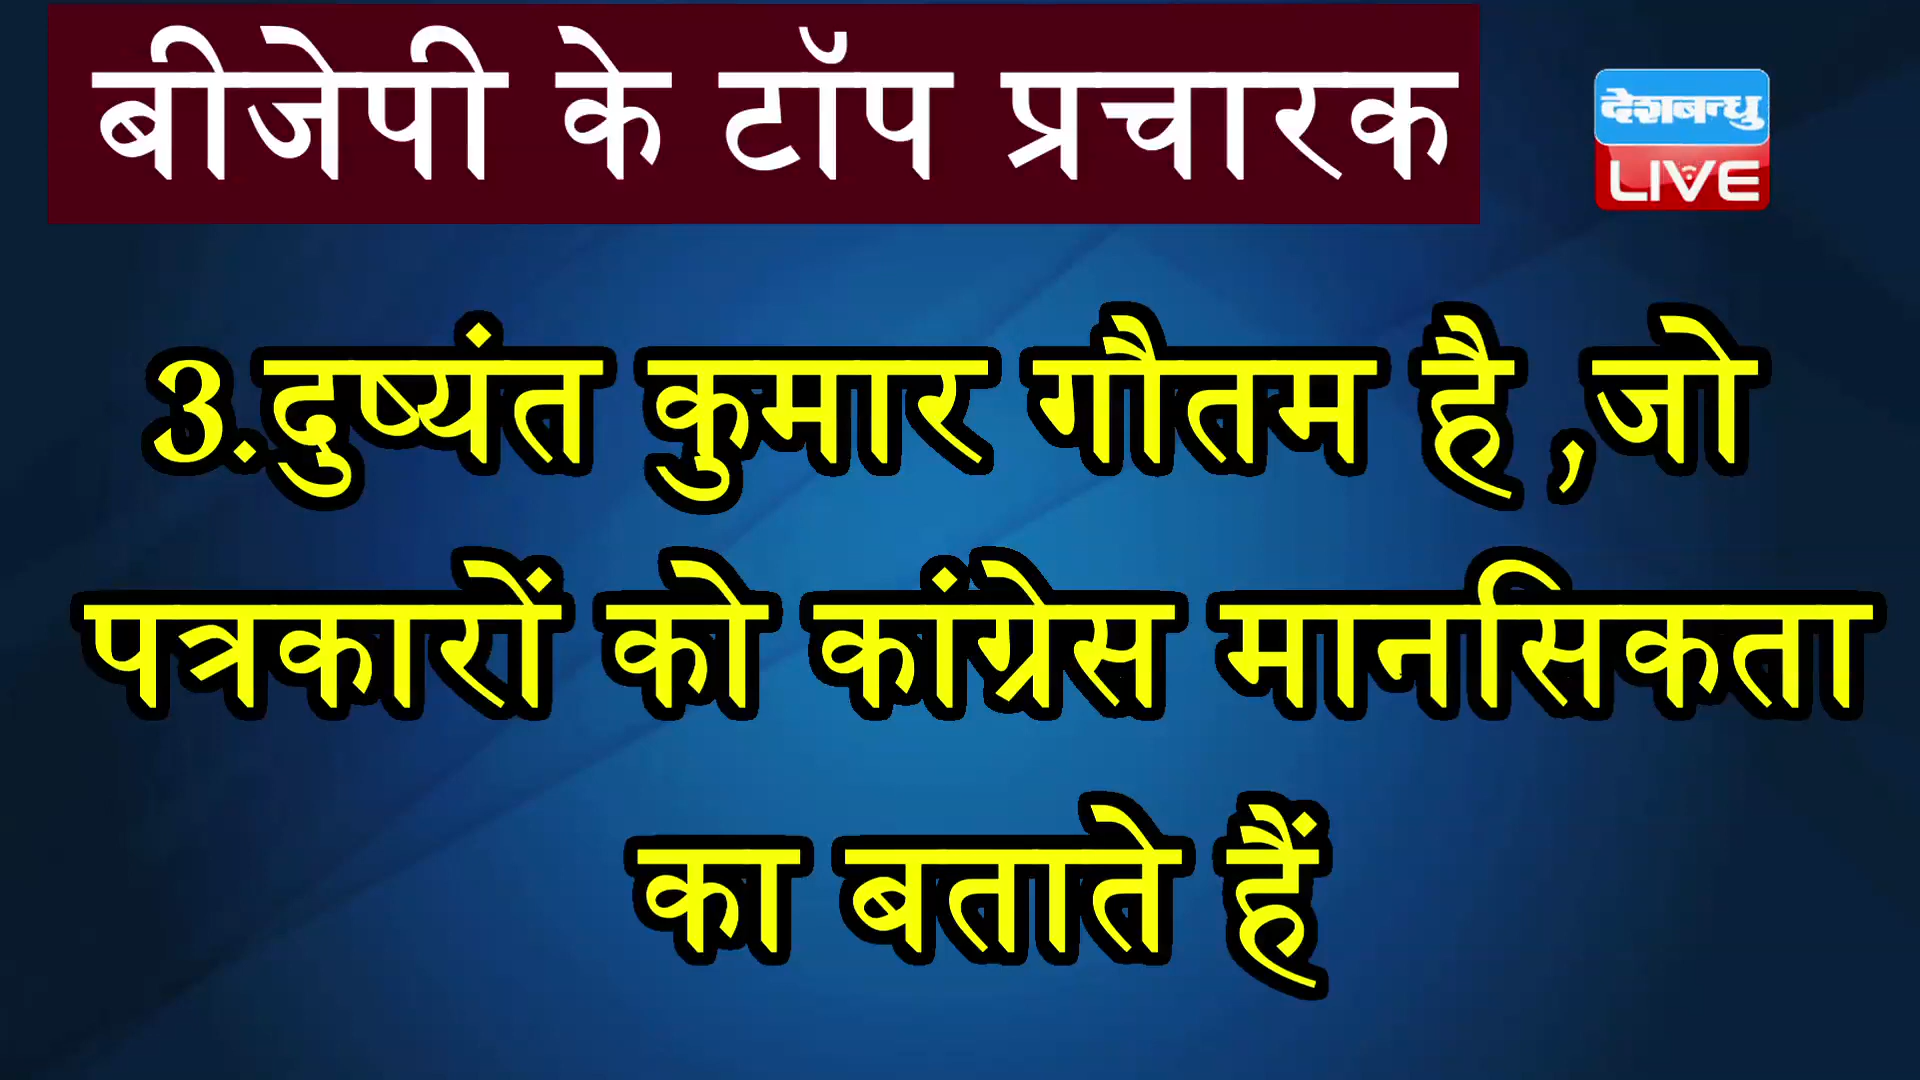 बीजेपी के टॉप प्रचारक
देशबन्धु
LIVE
3.दुष्यंत कुमार गौतम है ,जो
पत्रकारों को कांग्रेस मानसिकता
का बताते हैं